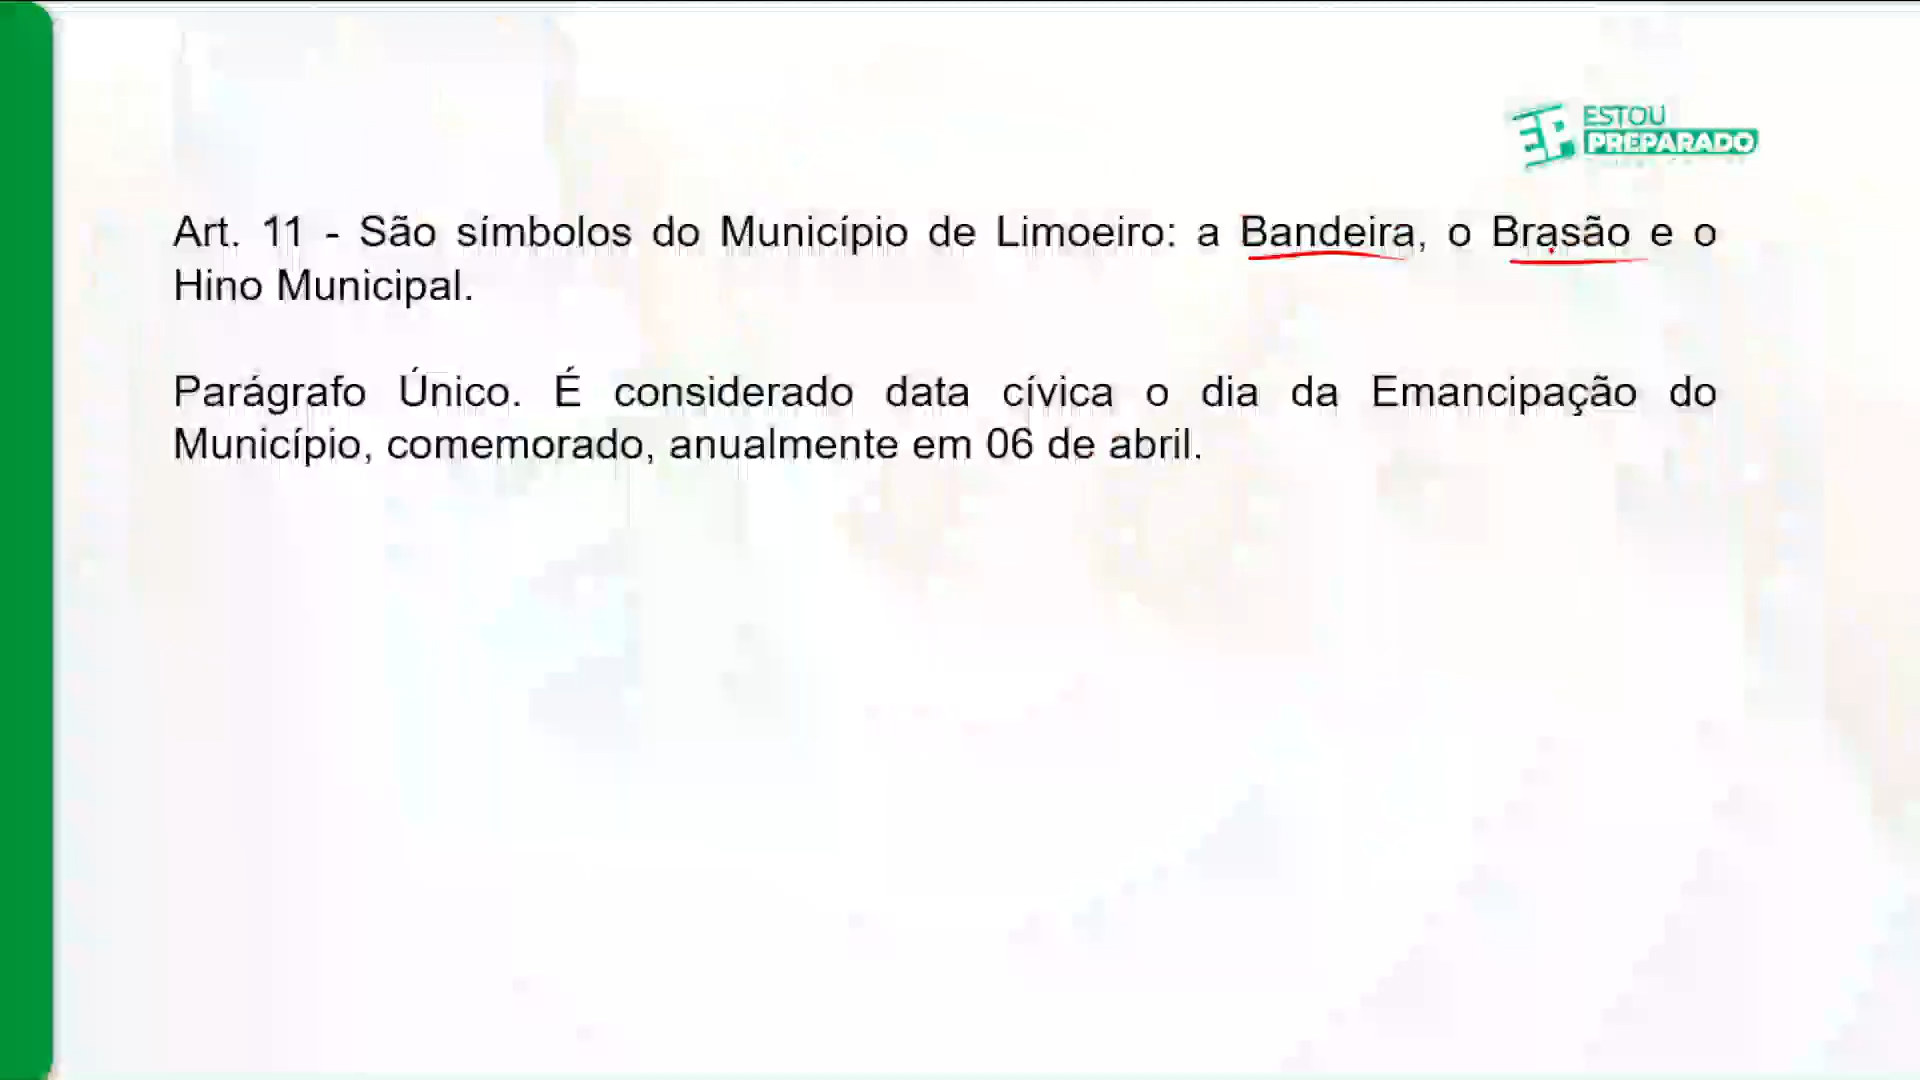 ESTOU
PREPARADO
Art. 11 - São símbolos do Município de Limoeiro: a Bandeira, o Brasão e o
Hino Municipal.
Parágrafo Único. É considerado data cívica o dia da Emancipação do
Município, comemorado, anualmente em 06 de abril.